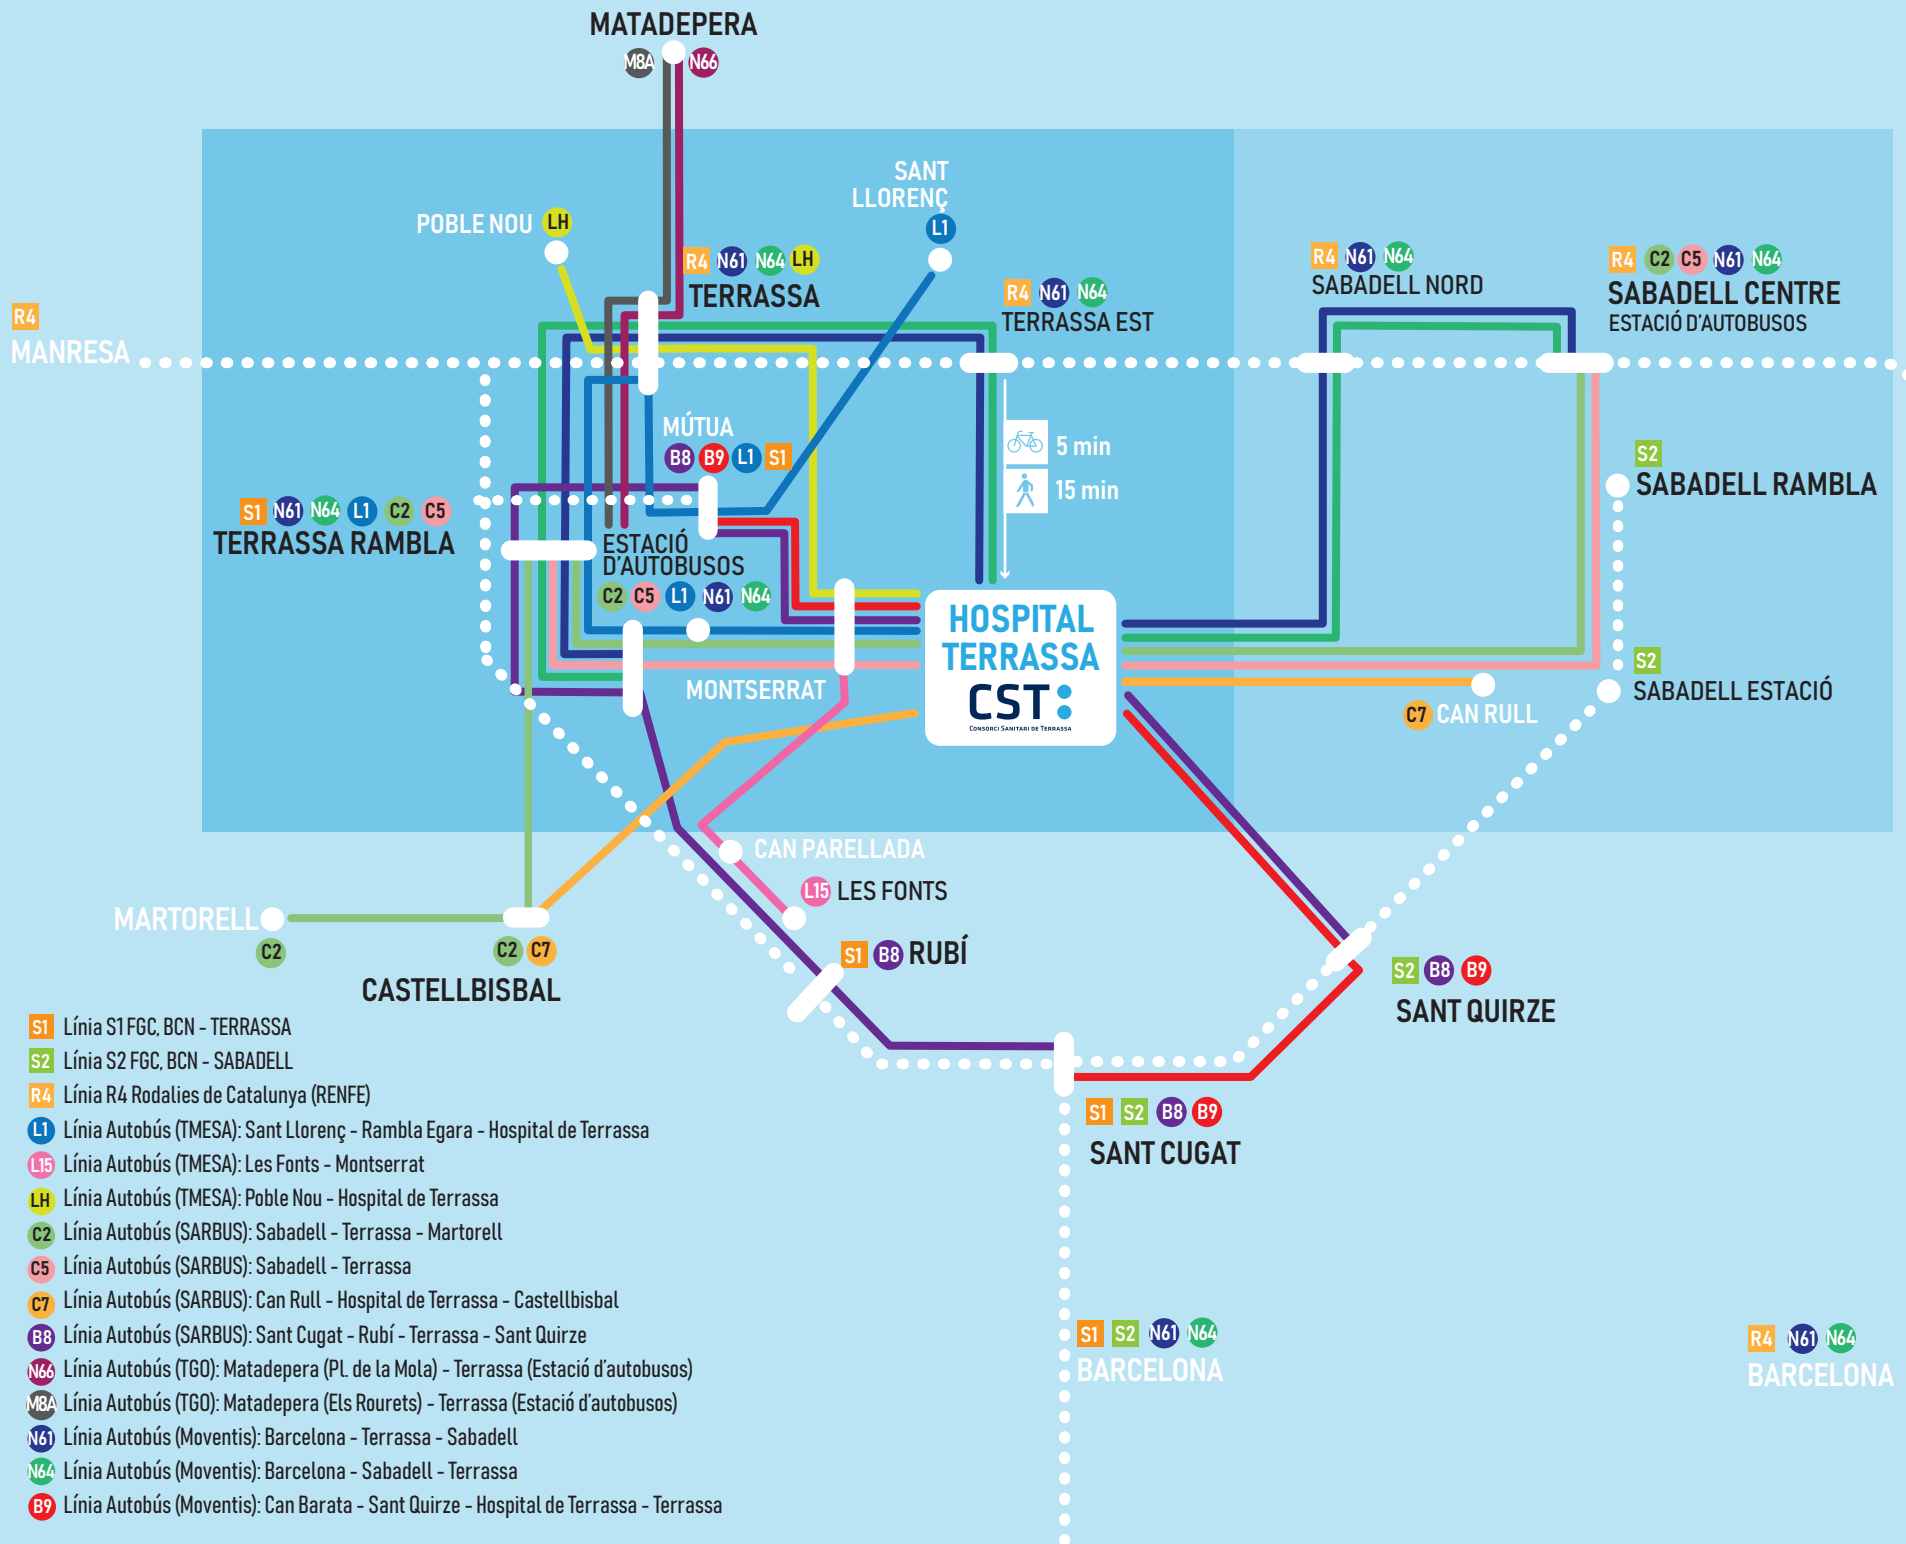 MATADEPERA
M8A N66
SANT
LLORENÇ
L1
POBLE NOU LH
R4 N61 N64 LH
TERRASSA
R4 N61 N64
TERRASSA EST
R4 N61 N64
SABADELL NORD
R4 C2 C5 N61 N64
SABADELL CENTRE
ESTACIÓ D'AUTOBUSOS
R4
MANRESA
MÚTUA
B8 B9 L1 S1
5 min
15 min
S2
SABADELL RAMBLA
S1 N61 N64 L1 C2 C5
TERRASSA RAMBLA
ESTACIÓ
D'AUTOBUSOS
C2 C5 L1 N61 N64
HOSPITAL
TERRASSA
CST:
CONSORCI SANITARI DE TERRASSA
MONTSERRAT
S2
SABADELL ESTACIÓ
C7 CAN RULL
CAN PARELLADA
L15 LES FONTS
MARTORELL
C2
C2 C7
CASTELLBISBAL
S1 B8 RUBÍ
S2 B8 B9
SANT QUIRZE
S1 S2 B8 B9
SANT CUGAT
S1 S2 N61 N64
BARCELONA
R4 N61 N64
BARCELONA
S1 Línia S1 FGC, BCN - TERRASSA
S2 Línia S2 FGC, BCN - SABADELL
R4 Línia R4 Rodalies de Catalunya (RENFE)
L1 Línia Autobús (TMESA): Sant Llorenç - Rambla Egara - Hospital de Terrassa
L15 Línia Autobús (TMESA): Les Fonts - Montserrat
LH Línia Autobús (TMESA): Poble Nou - Hospital de Terrassa
C2 Línia Autobús (SARBUS): Sabadell - Terrassa - Martorell
C5 Línia Autobús (SARBUS): Sabadell - Terrassa
C7 Línia Autobús (SARBUS): Can Rull - Hospital de Terrassa - Castellbisbal
B8 Línia Autobús (SARBUS): Sant Cugat - Rubí - Terrassa - Sant Quirze
N66 Línia Autobús (TGO): Matadepera (Pl. de la Mola) - Terrassa (Estació d'autobusos)
M8A Línia Autobús (TGO): Matadepera (Els Rourets) - Terrassa (Estació d'autobusos)
N61 Línia Autobús (Moventis): Barcelona - Terrassa - Sabadell
N64 Línia Autobús (Moventis): Barcelona - Sabadell - Terrassa
B9 Línia Autobús (Moventis): Can Barata - Sant Quirze - Hospital de Terrassa - Terrassa